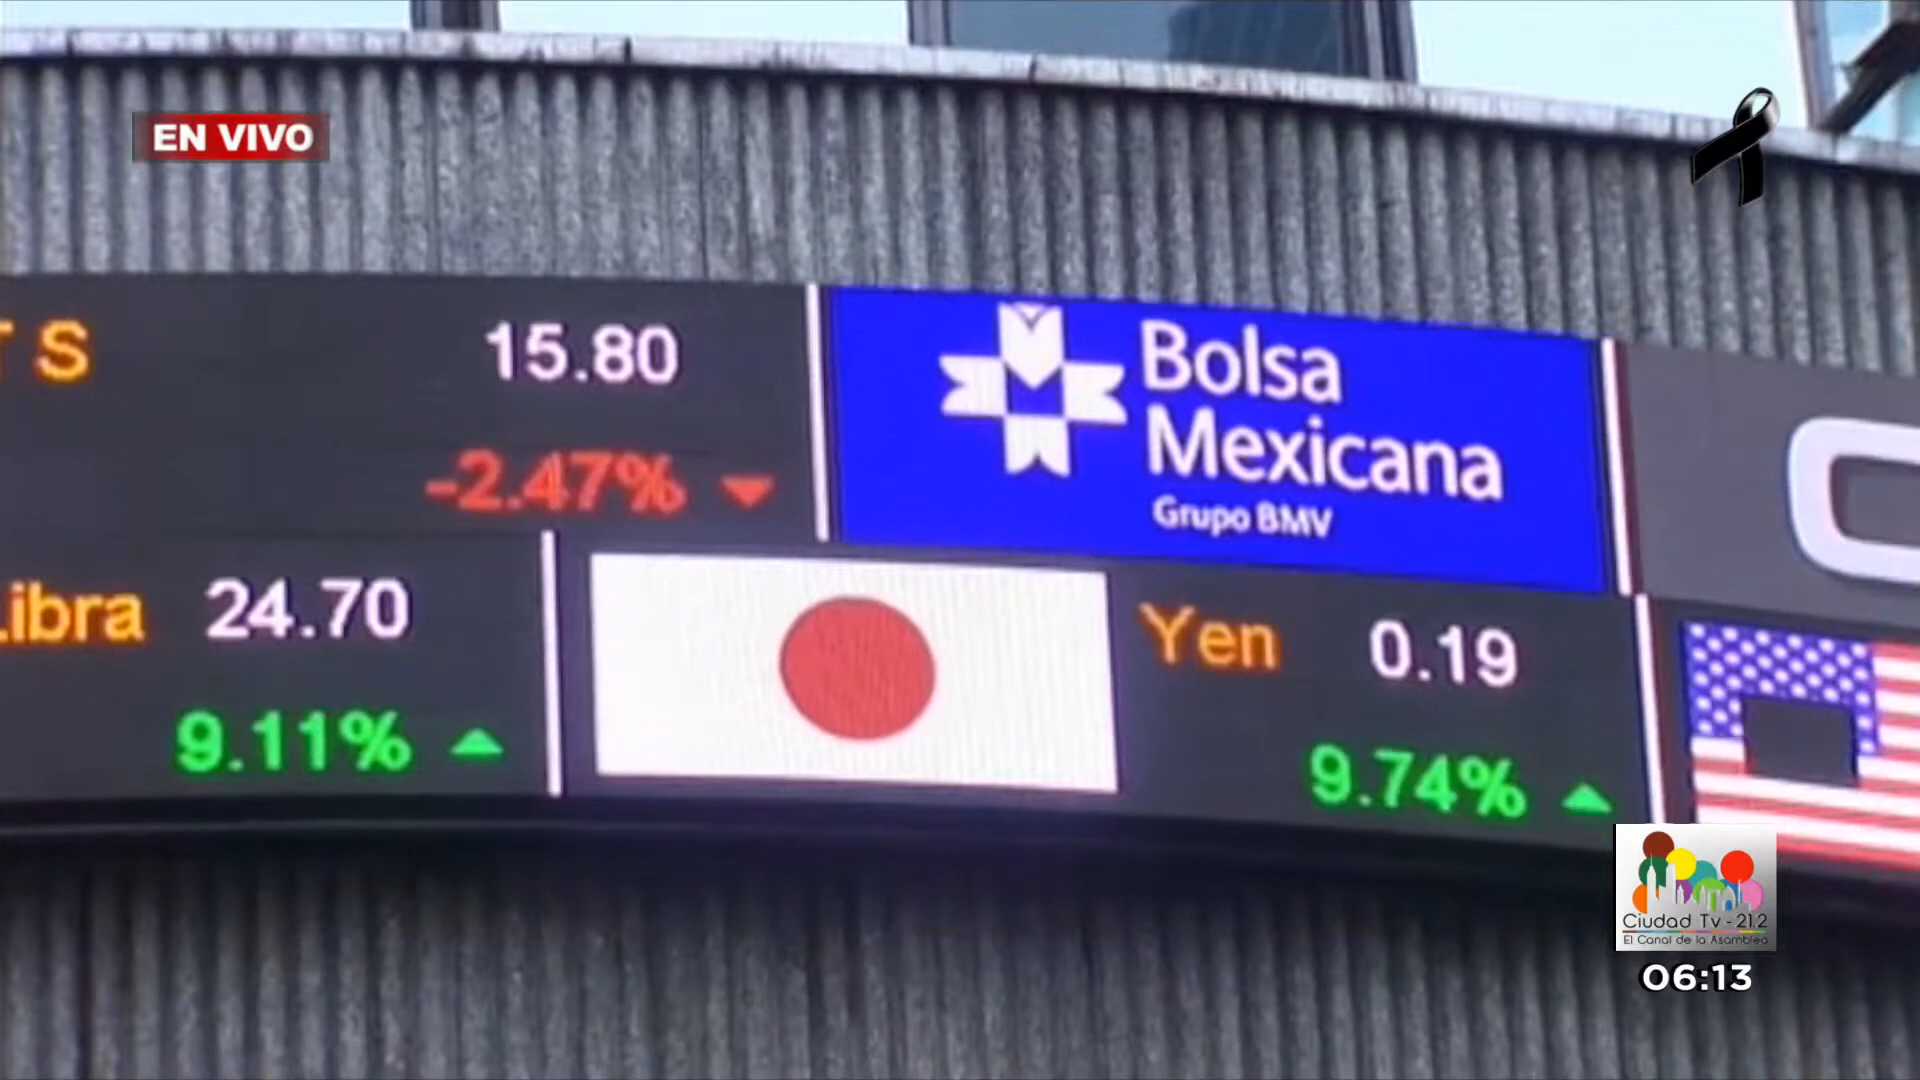 EN VIVO
T S 15.80
-2.47%
Bolsa
Mexicana
Grupo BMV
Libra 24.70
9.11%
Yen 0.19
9.74%
Ciudad Tv - 21.2
El Canal de la Asamblea
06:13